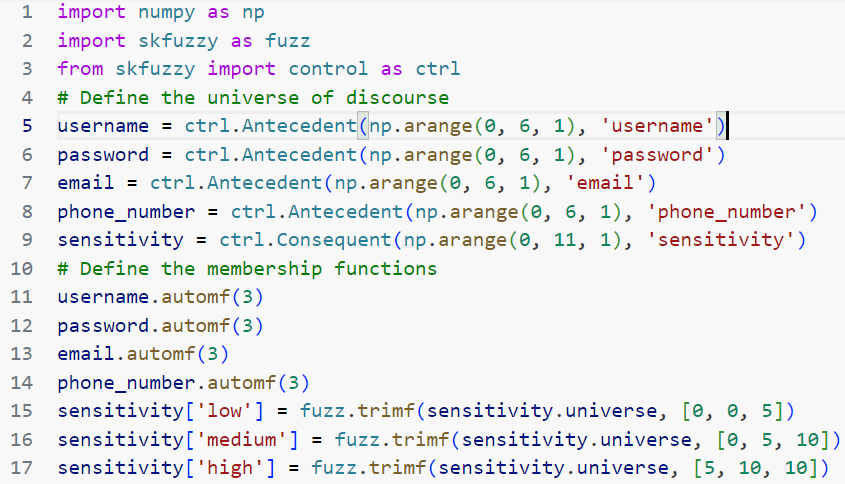 1 import numpy as np
2 import skfuzzy as fuzz
3 from skfuzzy import control as ctrl
4 # Define the universe of discourse
5 username = ctrl.Antecedent(np.arange(0, 6, 1), 'username')
6 password = ctrl.Antecedent(np.arange(0, 6, 1), 'password')
7 email = ctrl.Antecedent(np.arange(0, 6, 1), 'email')
8 phone_number = ctrl.Antecedent(np.arange(0, 6, 1), 'phone_number')
9 sensitivity = ctrl.Consequent(np.arange(0, 11, 1), 'sensitivity')
10 # Define the membership functions
11 username.automf(3)
12 password.automf(3)
13 email.automf(3)
14 phone_number.automf(3)
15 sensitivity['low'] = fuzz.trimf(sensitivity.universe, [0, 0, 5])
16 sensitivity['medium'] = fuzz.trimf(sensitivity.universe, [0, 5, 10])
17 sensitivity['high'] = fuzz.trimf(sensitivity.universe, [5, 10, 10])